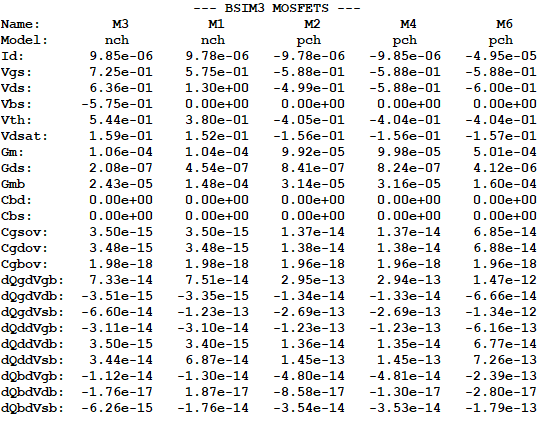 --- BSIM3 MOSFETS ---
Name: M3 M1 M2 M4 M6
Model: nch nch pch pch pch
Id: 9.85e-06 9.78e-06 -9.78e-06 -9.85e-06 -4.95e-05
Vgs: 7.25e-01 5.75e-01 -5.88e-01 -5.88e-01 -5.88e-01
Vds: 6.36e-01 1.30e+00 -4.99e-01 -5.88e-01 -6.00e-01
Vbs: -5.75e-01 0.00e+00 0.00e+00 0.00e+00 0.00e+00
Vth: 5.44e-01 3.80e-01 -4.05e-01 -4.04e-01 -4.04e-01
Vdsat: 1.59e-01 1.52e-01 -1.56e-01 -1.56e-01 -1.57e-01
Gm: 1.06e-04 1.04e-04 9.92e-05 9.98e-05 5.01e-04
Gds: 2.08e-07 4.54e-07 8.41e-07 8.24e-07 4.12e-06
Gmb 2.43e-05 1.48e-04 3.14e-05 3.16e-05 1.60e-04
Cbd: 0.00e+00 0.00e+00 0.00e+00 0.00e+00 0.00e+00
Cbs: 0.00e+00 0.00e+00 0.00e+00 0.00e+00 0.00e+00
Cgsov: 3.50e-15 3.50e-15 1.37e-14 1.37e-14 6.85e-14
Cgdov: 3.48e-15 3.48e-15 1.38e-14 1.38e-14 6.88e-14
Cgbov: 1.98e-18 1.98e-18 1.96e-18 1.96e-18 1.96e-18
dQgdVgb: 7.33e-14 7.51e-14 2.95e-13 2.94e-13 1.47e-12
dQgdVdb: -3.51e-15 -3.35e-15 -1.34e-14 -1.33e-14 -6.66e-14
dQgdVsb: -6.60e-14 -1.23e-13 -2.69e-13 -2.69e-13 -1.34e-12
dQddVgb: -3.11e-14 -3.10e-14 -1.23e-13 -1.23e-13 -6.16e-13
dQddVdb: 3.50e-15 3.40e-15 1.36e-14 1.35e-14 6.77e-14
dQddVsb: 3.44e-14 6.87e-14 1.45e-13 1.45e-13 7.26e-13
dQbdVgb: -1.12e-14 -1.30e-14 -4.80e-14 -4.81e-14 -2.39e-13
dQbdVdb: -1.76e-17 1.87e-17 -8.58e-17 -1.30e-17 -2.80e-17
dQbdVsb: -6.26e-15 -1.76e-14 -3.54e-14 -3.53e-14 -1.79e-13